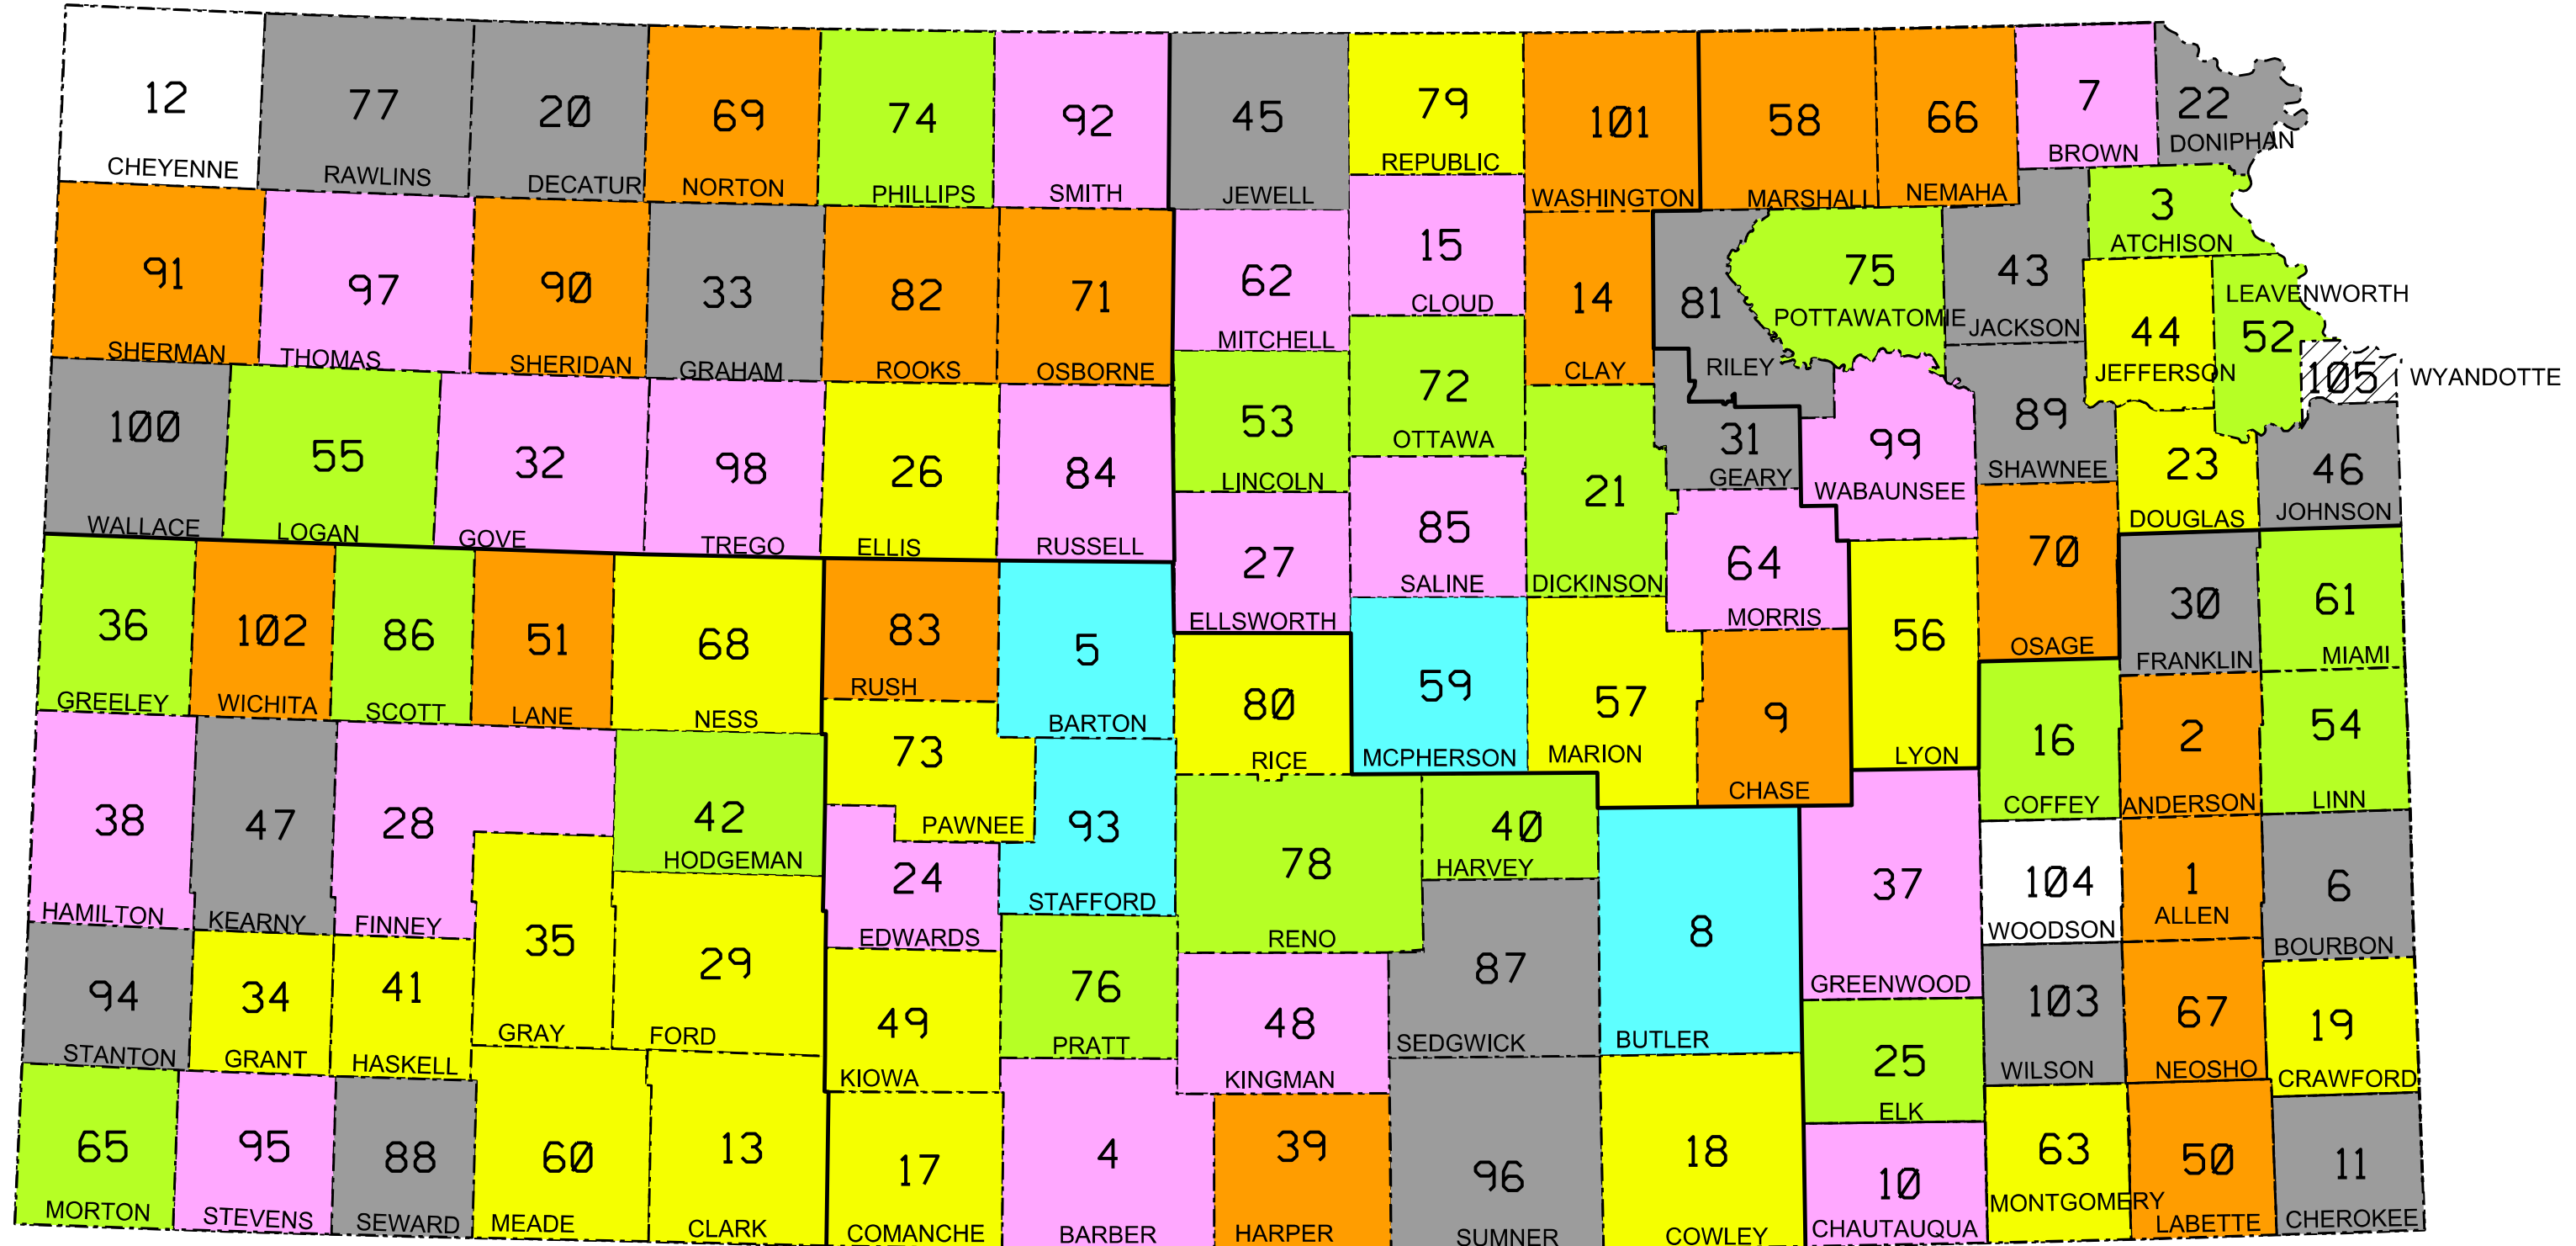 12
CHEYENNE
77
RAWLINS
20
DECATUR
69
NORTON
74
PHILLIPS
92
SMITH
45
JEWELL
79
REPUBLIC
101
WASHINGTON
58
MARSHALL
66
NEMAHA
7
BROWN
22
DONIPHAN
91
SHERMAN
97
THOMAS
90
SHERIDAN
33
GRAHAM
82
ROOKS
71
OSBORNE
62
MITCHELL
15
CLOUD
14
CLAY
81
RILEY
75
POTTAWATOMIE
43
JACKSON
3
ATCHISON
44
JEFFERSON
LEAVENWORTH
52
105
WYANDOTTE
100
WALLACE
55
LOGAN
32
GOVE
98
TREGO
26
ELLIS
84
RUSSELL
53
LINCOLN
72
OTTAWA
21
DICKINSON
31
GEARY
99
WABAUNSEE
89
SHAWNEE
23
DOUGLAS
46
JOHNSON
27
ELLSWORTH
85
SALINE
64
MORRIS
70
OSAGE
30
FRANKLIN
61
MIAMI
36
GREELEY
102
WICHITA
86
SCOTT
51
LANE
68
NESS
83
RUSH
5
BARTON
80
RICE
59
MCPHERSON
57
MARION
9
CHASE
56
LYON
16
COFFEY
2
ANDERSON
54
LINN
38
HAMILTON
47
KEARNY
28
FINNEY
42
HODGEMAN
73
PAWNEE
93
STAFFORD
24
EDWARDS
78
RENO
40
HARVEY
8
BUTLER
37
GREENWOOD
104
WOODSON
1
ALLEN
6
BOURBON
94
STANTON
34
GRANT
41
HASKELL
35
GRAY
29
FORD
49
KIOWA
76
PRATT
48
KINGMAN
87
SEDGWICK
25
ELK
103
WILSON
67
NEOSHO
19
CRAWFORD
65
MORTON
95
STEVENS
88
SEWARD
60
MEADE
13
CLARK
17
COMANCHE
4
BARBER
39
HARPER
96
SUMNER
18
COWLEY
10
CHAUTAUQUA
63
MONTGOMERY
50
LABETTE
11
CHEROKEE